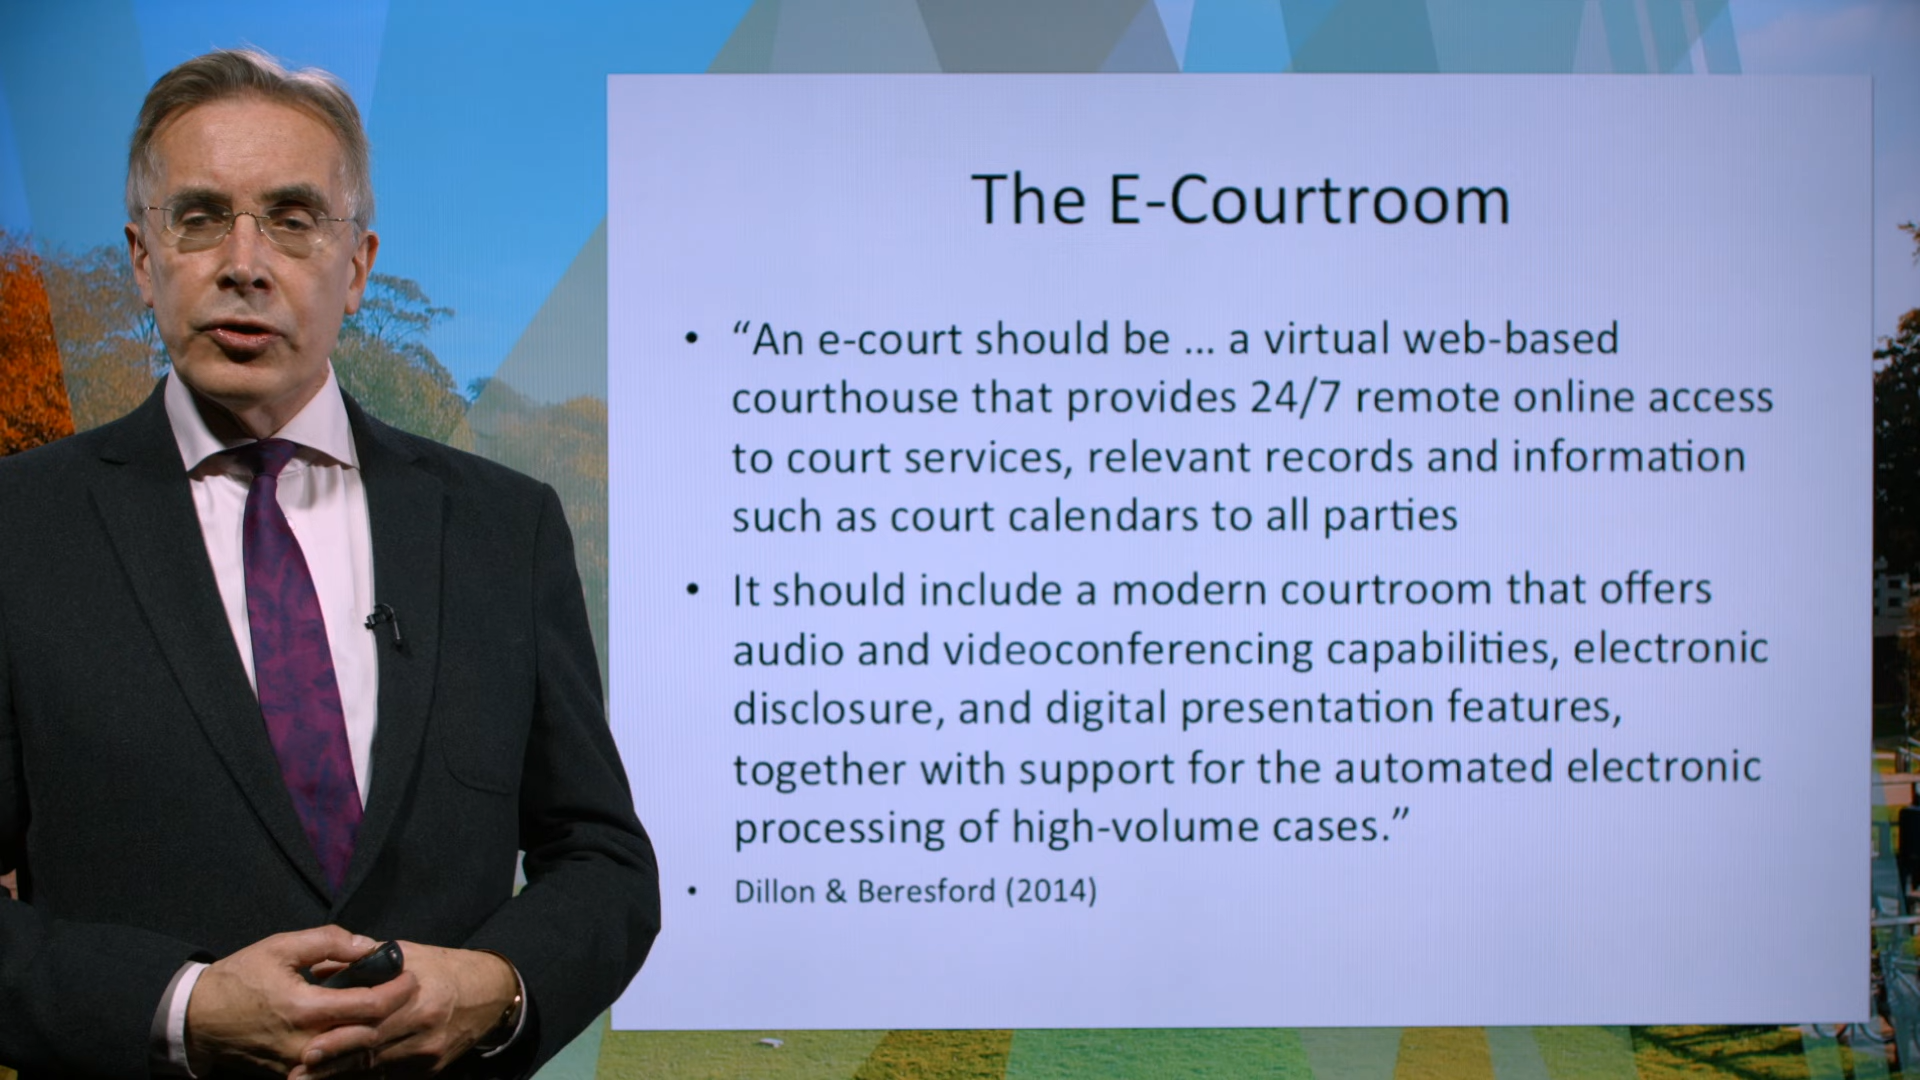 The E-Courtroom
• “An e-court should be ... a virtual web-based
courthouse that provides 24/7 remote online access
to court services, relevant records and information
such as court calendars to all parties
• It should include a modern courtroom that offers
audio and videoconferencing capabilities, electronic
disclosure, and digital presentation features,
together with support for the automated electronic
processing of high-volume cases.”
• Dillon & Beresford (2014)